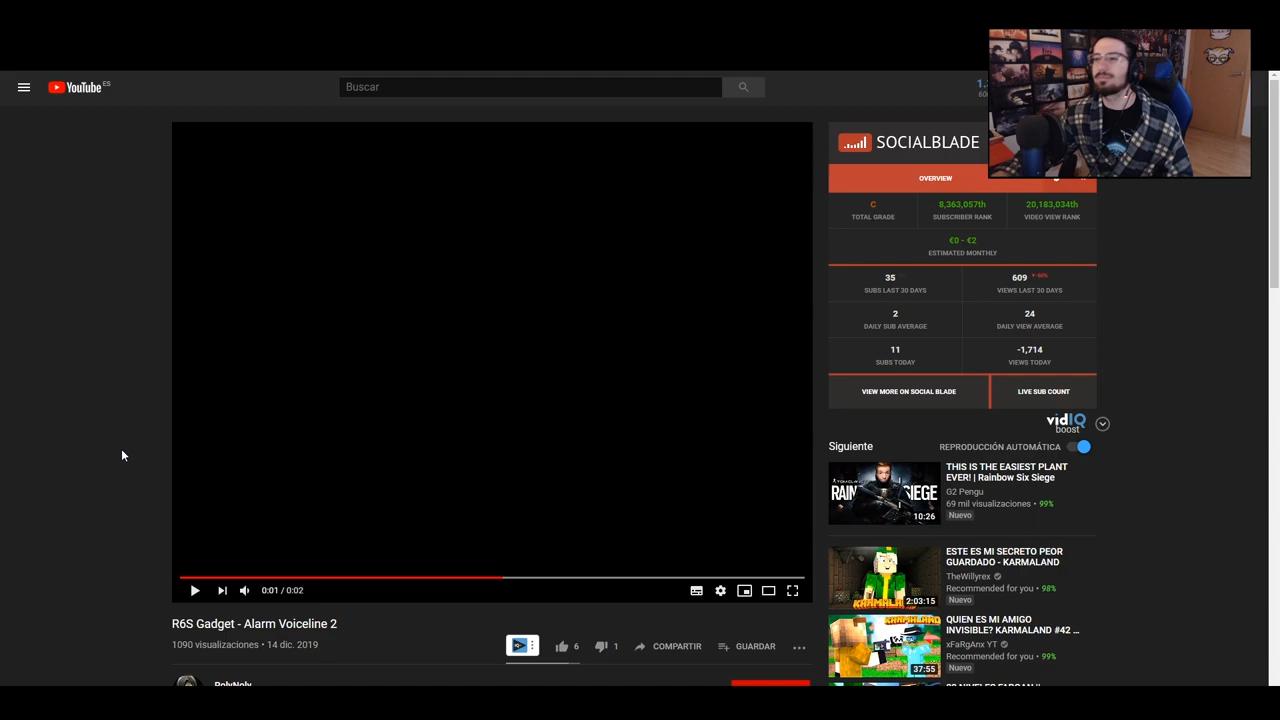 YouTube ES
Buscar
SOCIALBLADE
OVERVIEW
C
TOTAL GRADE
8,363,057th
SUBSCRIBER RANK
20,183,034th
VIDEO VIEW RANK
€0 - €2
ESTIMATED MONTHLY
35
SUBS LAST 30 DAYS
609
VIEWS LAST 30 DAYS
2
DAILY SUB AVERAGE
24
DAILY VIEW AVERAGE
11
SUBS TODAY
-1,714
VIEWS TODAY
VIEW MORE ON SOCIAL BLADE
LIVE SUB COUNT
vidIQ
boost
Siguiente
REPRODUCCIÓN AUTOMÁTICA
RAIN SIEGE
10:26
THIS IS THE EASIEST PLANT
EVER! | Rainbow Six Siege
G2 Pengu
69 mil visualizaciones • 99%
Nuevo
KARMALAND
2:03:15
ESTE ES MI SECRETO PEOR
GUARDADO - KARMALAND
TheWillyrex
Recommended for you • 98%
Nuevo
KARMALAND
37:55
QUIEN ES MI AMIGO
INVISIBLE? KARMALAND #42 ...
xFaRgAnx YT
Recommended for you • 99%
Nuevo
0:01 / 0:02
R6S Gadget - Alarm Voiceline 2
1090 visualizaciones • 14 dic. 2019
6
1
COMPARTIR
GUARDAR